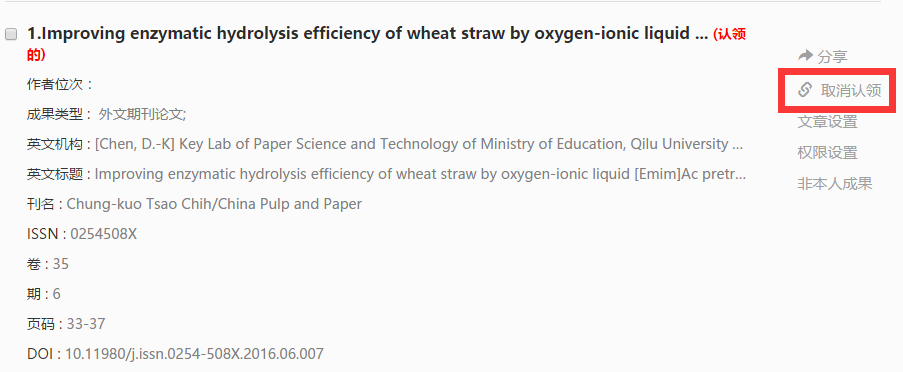 1.Improving enzymatic hydrolysis efficiency of wheat straw by oxygen-ionic liquid ... (认领
的)
分享
作者位次 :
取消认领
成果类型 : 外文期刊论文;
文章设置
英文机构 : [Chen, D.-K] Key Lab of Paper Science and Technology of Ministry of Education, Qilu University ...
权限设置
英文标题 : Improving enzymatic hydrolysis efficiency of wheat straw by oxygen-ionic liquid [Emim]Ac pretr...
非本人成果
刊名 : Chung-kuo Tsao Chih/China Pulp and Paper
ISSN : 0254508X
卷 : 35
期 : 6
页码 : 33-37
DOI : 10.11980/j.issn.0254-508X.2016.06.007